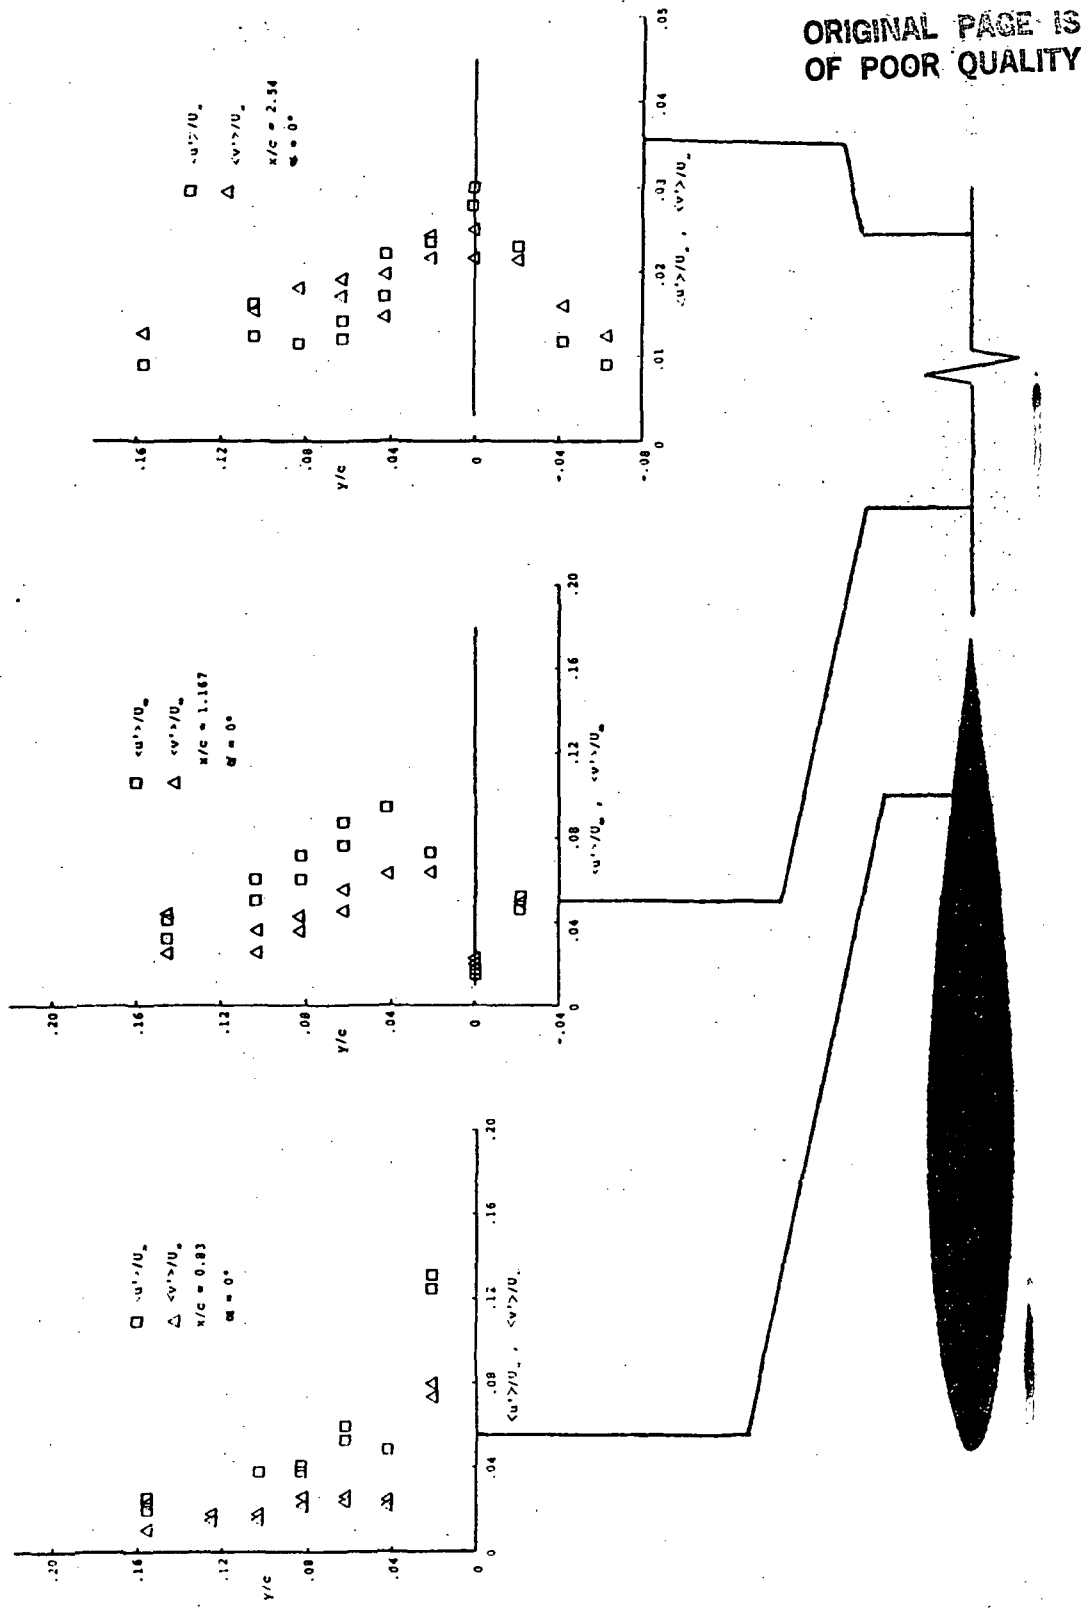 ORIGINAL PAGE IS
OF POOR QUALITY
.20
.16
.12
.08
.04
0
y/c
0
.04
.08
.12
.16
.20
<u'>/U∞ , <v'>/U∞
□ <u'>/U∞
△ <v'>/U∞
x/c = 0.83
α = 0°
.20
.16
.12
.08
.04
0
-.04
y/c
0
.04
.08
.12
.16
.20
<u'>/U∞ , <v'>/U∞
□ <u'>/U∞
△ <v'>/U∞
x/c = 1.167
α = 0°
.16
.12
.08
.04
0
-.04
-.08
y/c
0
.01
.02
.03
.04
.05
<u'>/U∞ , <v'>/U∞
□ <u'>/U∞
△ <v'>/U∞
x/c = 2.54
α = 0°